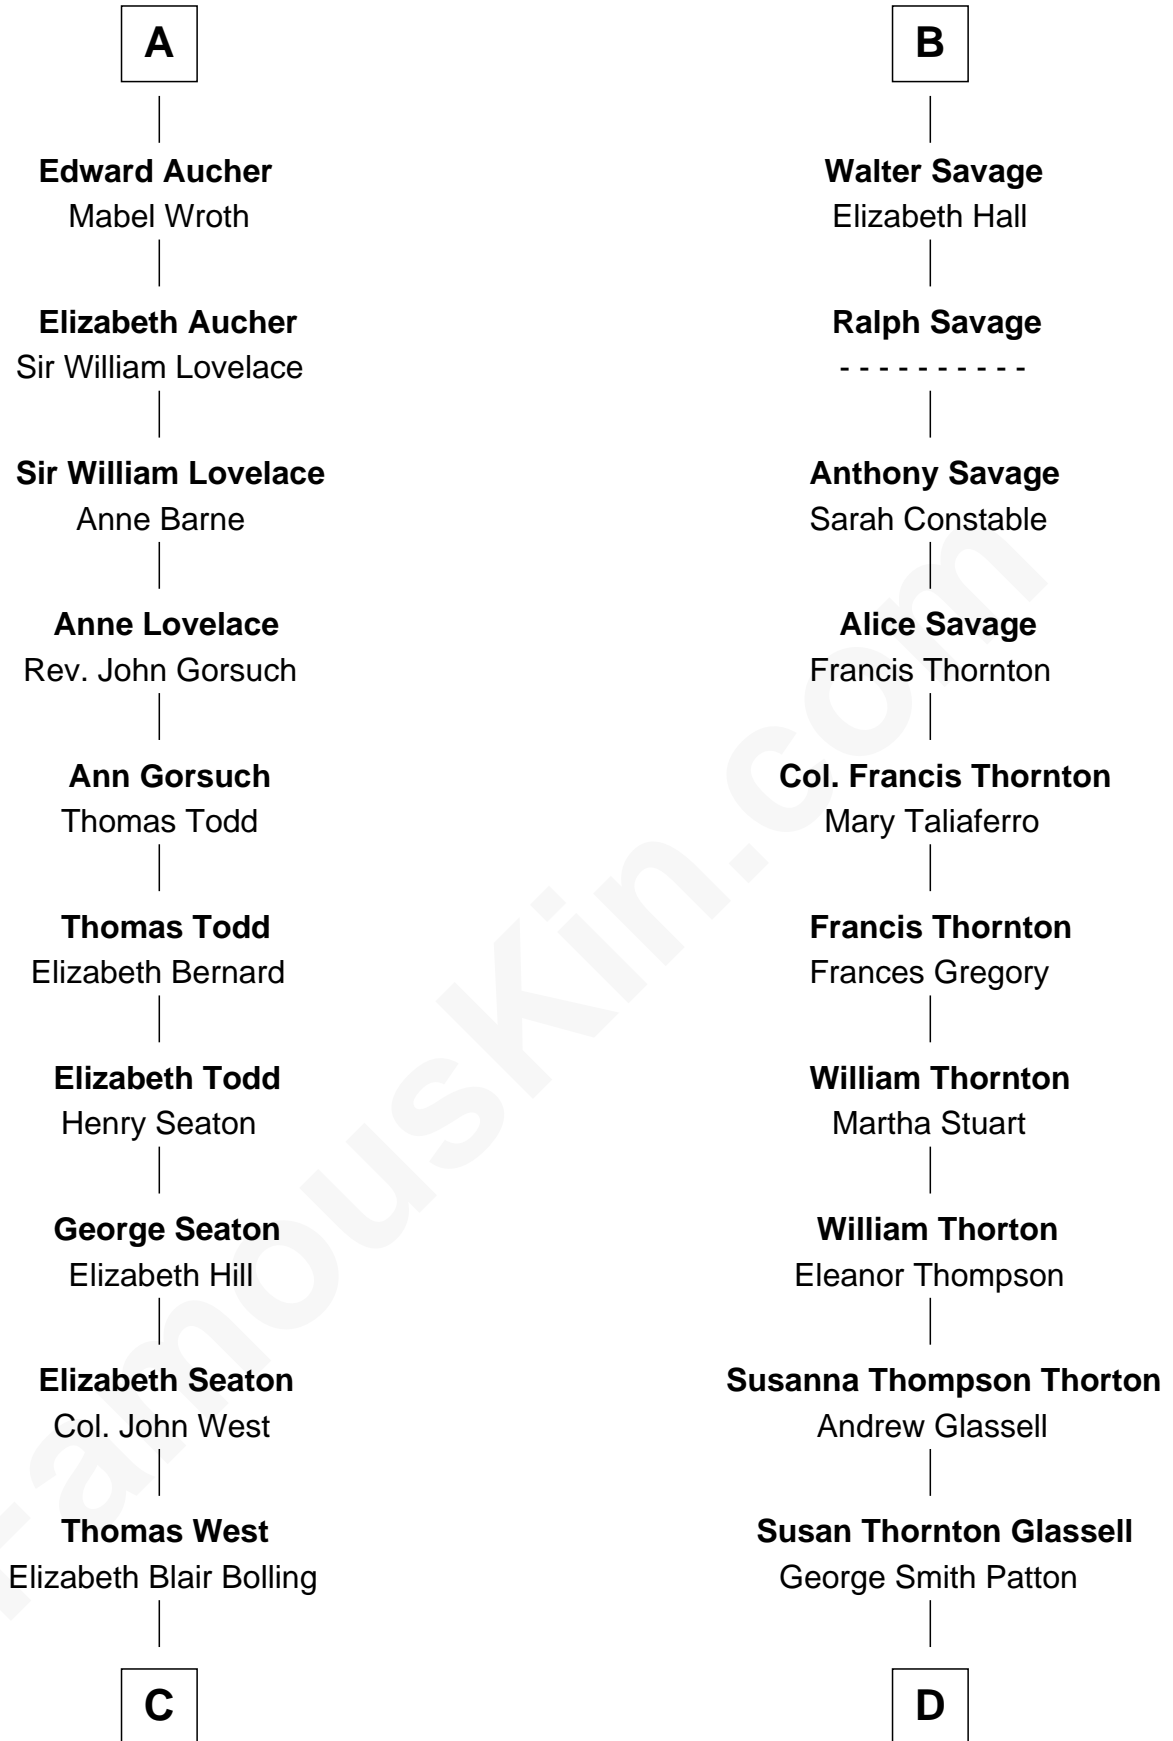 A
Edward Aucher
Mabel Wroth
Elizabeth Aucher
Sir William Lovelace
Sir William Lovelace
Anne Barne
Anne Lovelace
Rev. John Gorsuch
Ann Gorsuch
Thomas Todd
Thomas Todd
Elizabeth Bernard
Elizabeth Todd
Henry Seaton
George Seaton
Elizabeth Hill
Elizabeth Seaton
Col. John West
Thomas West
Elizabeth Blair Bolling
C
B
Walter Savage
Elizabeth Hall
Ralph Savage
- - - - - - - - - -
Anthony Savage
Sarah Constable
Alice Savage
Francis Thornton
Col. Francis Thornton
Mary Taliaferro
Francis Thornton
Frances Gregory
William Thornton
Martha Stuart
William Thorton
Eleanor Thompson
Susanna Thompson Thorton
Andrew Glassell
Susan Thornton Glassell
George Smith Patton
D
FamousKin.com